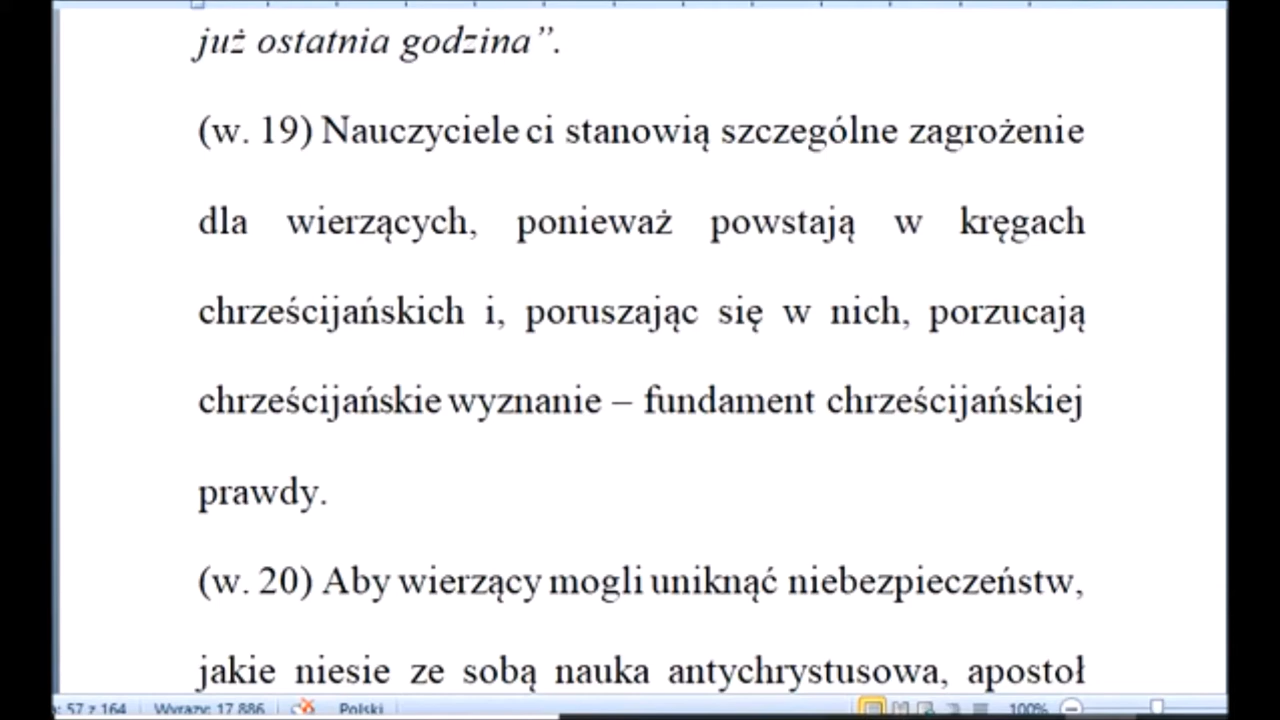 już ostatnia godzina”.
(w. 19) Nauczyciele ci stanowią szczególne zagrożenie
dla wierzących, ponieważ powstają w kręgach
chrześcijańskich i, poruszając się w nich, porzucają
chrześcijańskie wyznanie – fundament chrześcijańskiej
prawdy.
(w. 20) Aby wierzący mogli uniknąć niebezpieczeństw,
jakie niesie ze sobą nauka antychrystusowa, apostoł
: 57 z 164 Wyrazy: 17 886 Polski 100%